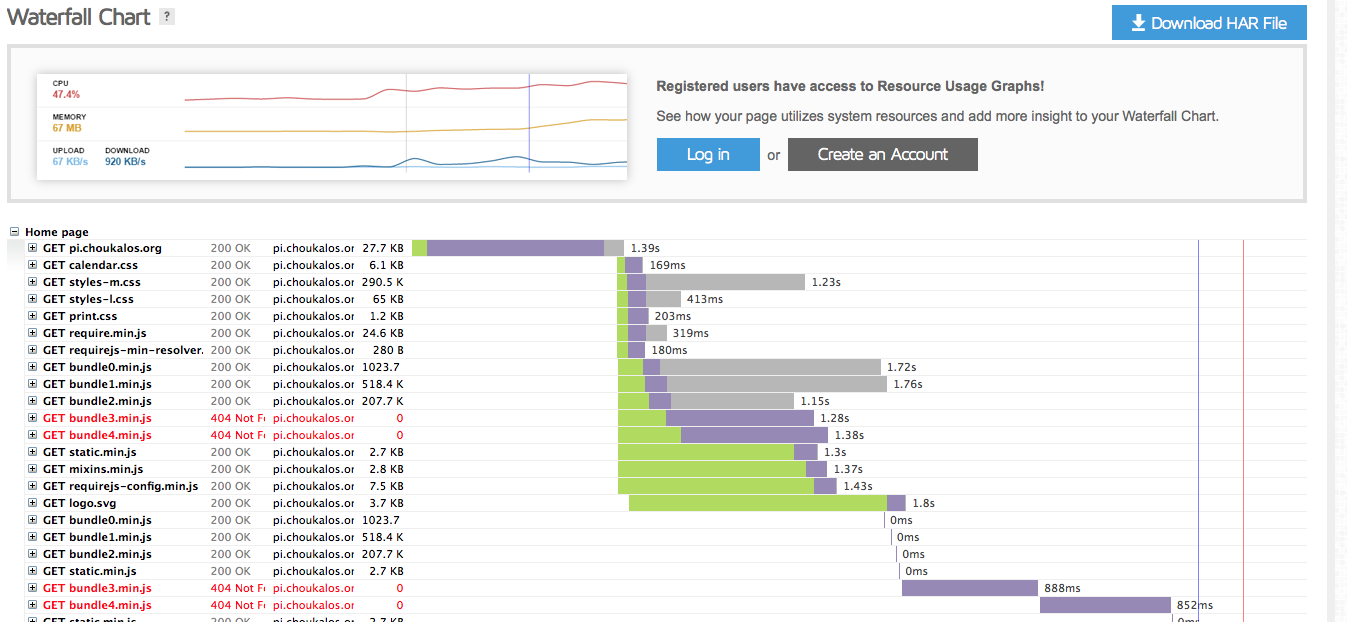 Waterfall Chart ?
Download HAR File
CPU
47.4%
MEMORY
67 MB
UPLOAD DOWNLOAD
67 KB/s 920 KB/s
Registered users have access to Resource Usage Graphs!
See how your page utilizes system resources and add more insight to your Waterfall Chart.
Log in or Create an Account
Home page
GET pi.choukalos.org 200 OK pi.choukalos.or 27.7 KB 1.39s
GET calendar.css 200 OK pi.choukalos.or 6.1 KB 169ms
GET styles-m.css 200 OK pi.choukalos.or 290.5 K 1.23s
GET styles-l.css 200 OK pi.choukalos.or 65 KB 413ms
GET print.css 200 OK pi.choukalos.or 1.2 KB 203ms
GET require.min.js 200 OK pi.choukalos.or 24.6 KB 319ms
GET requirejs-min-resolver. 200 OK pi.choukalos.or 280 B 180ms
GET bundle0.min.js 200 OK pi.choukalos.or 1023.7 1.72s
GET bundle1.min.js 200 OK pi.choukalos.or 518.4 K 1.76s
GET bundle2.min.js 200 OK pi.choukalos.or 207.7 K 1.15s
GET bundle3.min.js 404 Not Fo pi.choukalos.or 0 1.28s
GET bundle4.min.js 404 Not Fo pi.choukalos.or 0 1.38s
GET static.min.js 200 OK pi.choukalos.or 2.7 KB 1.3s
GET mixins.min.js 200 OK pi.choukalos.or 2.8 KB 1.37s
GET requirejs-config.min.js 200 OK pi.choukalos.or 7.5 KB 1.43s
GET logo.svg 200 OK pi.choukalos.or 3.7 KB 1.8s
GET bundle0.min.js 200 OK pi.choukalos.or 1023.7 0ms
GET bundle1.min.js 200 OK pi.choukalos.or 518.4 K 0ms
GET bundle2.min.js 200 OK pi.choukalos.or 207.7 K 0ms
GET static.min.js 200 OK pi.choukalos.or 2.7 KB 0ms
GET bundle3.min.js 404 Not Fo pi.choukalos.or 0 888ms
GET bundle4.min.js 404 Not Fo pi.choukalos.or 0 852ms
GET static.min.js 200 OK pi.choukalos.or 2.7 KB 0ms